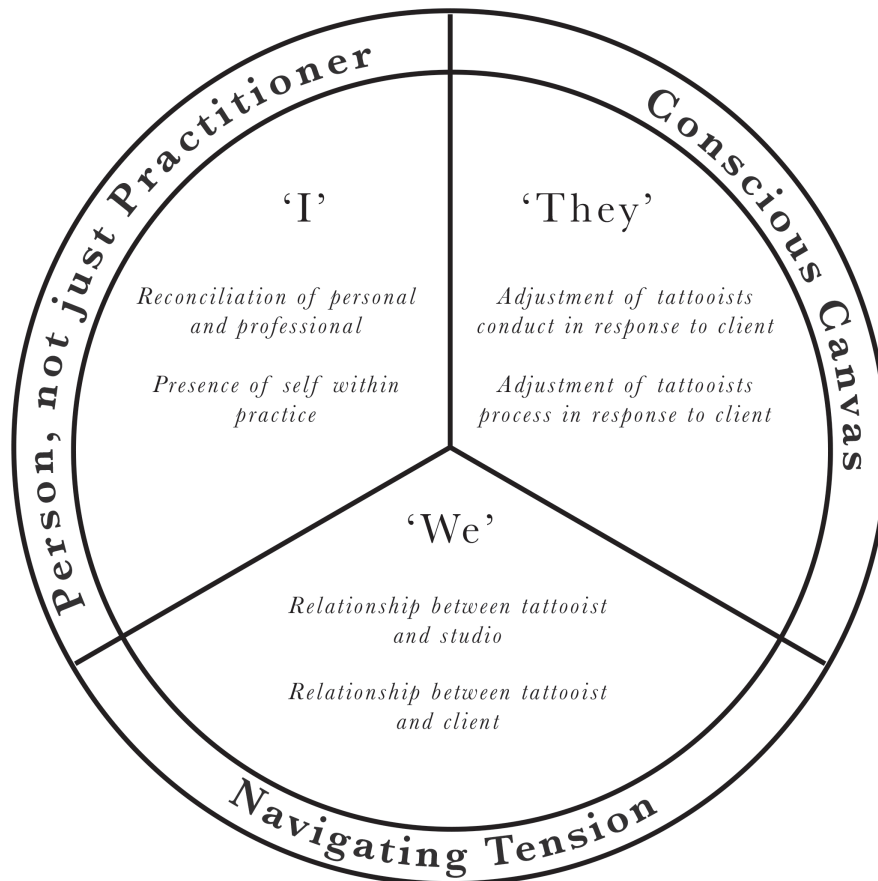 Person, not just Practitioner
‘I’
Reconciliation of personal
and professional
Presence of self within
practice
Conscious Canvas
‘They’
Adjustment of tattooists
conduct in response to client
Adjustment of tattooists
process in response to client
‘We’
Relationship between tattooist
and studio
Relationship between tattooist
and client
Navigating Tension